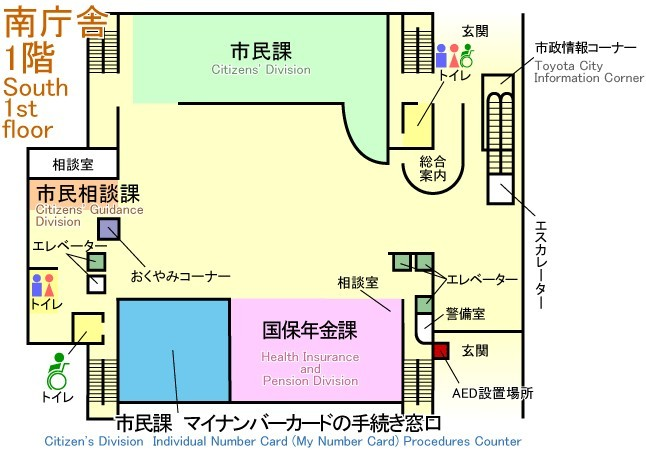 南庁舎
1階
South
1st
floor
市民課
Citizens' Division
玄関
トイレ
市政情報コーナー
Toyota City
Information Corner
相談室
総合
案内
市民相談課
Citizens' Guidance
Division
エレベーター
おくやみコーナー
エスカレーター
トイレ
相談室
エレベーター
警備室
国保年金課
Health Insurance
and
Pension Division
玄関
トイレ
AED設置場所
市民課 マイナンバーカードの手続き窓口
Citizen's Division Individual Number Card (My Number Card) Procedures Counter